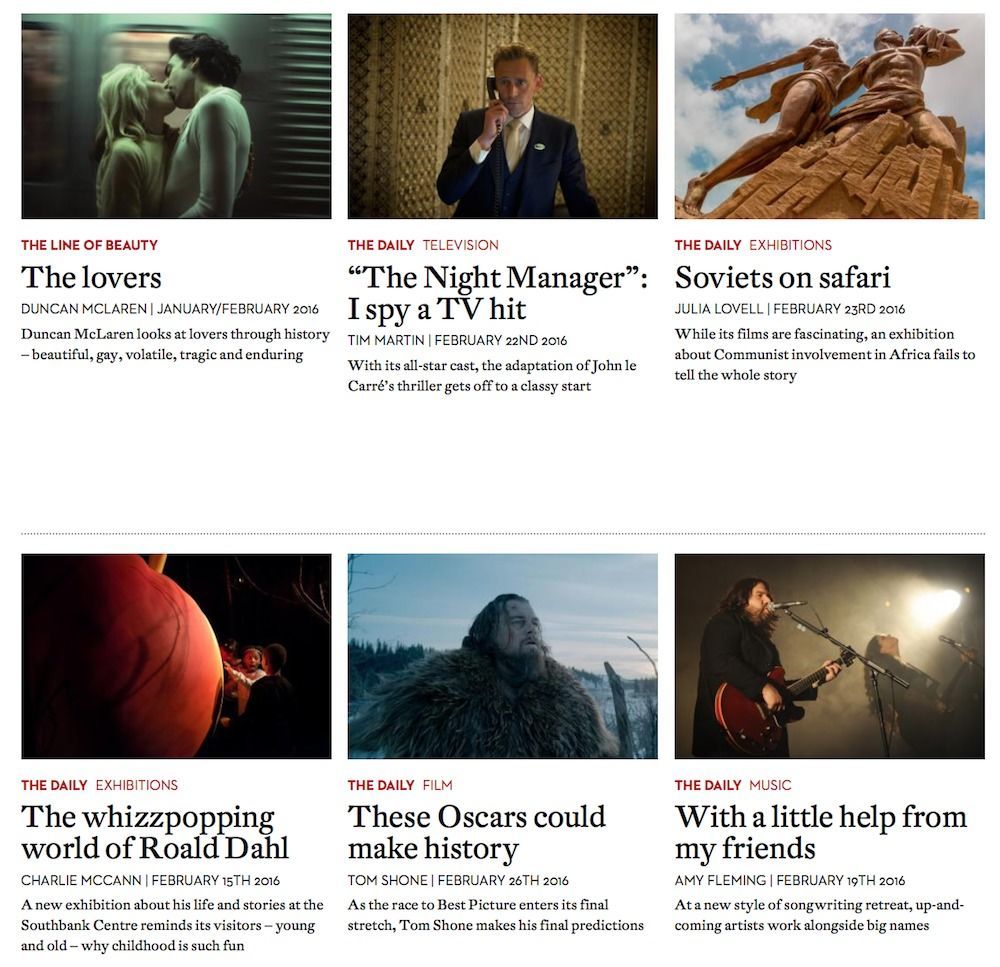 THE LINE OF BEAUTY
The lovers
DUNCAN MCLAREN | JANUARY/FEBRUARY 2016
Duncan McLaren looks at lovers through history
– beautiful, gay, volatile, tragic and enduring
THE DAILY TELEVISION
“The Night Manager”:
I spy a TV hit
TIM MARTIN | FEBRUARY 22ND 2016
With its all-star cast, the adaptation of John le
Carré’s thriller gets off to a classy start
THE DAILY EXHIBITIONS
Soviets on safari
JULIA LOVELL | FEBRUARY 23RD 2016
While its films are fascinating, an exhibition
about Communist involvement in Africa fails to
tell the whole story
THE DAILY EXHIBITIONS
The whizzpopping
world of Roald Dahl
CHARLIE MCCANN | FEBRUARY 15TH 2016
A new exhibition about his life and stories at the
Southbank Centre reminds its visitors – young
and old – why childhood is such fun
THE DAILY FILM
These Oscars could
make history
TOM SHONE | FEBRUARY 26TH 2016
As the race to Best Picture enters its final
stretch, Tom Shone makes his final predictions
THE DAILY MUSIC
With a little help from
my friends
AMY FLEMING | FEBRUARY 19TH 2016
At a new style of songwriting retreat, up-and-
coming artists work alongside big names